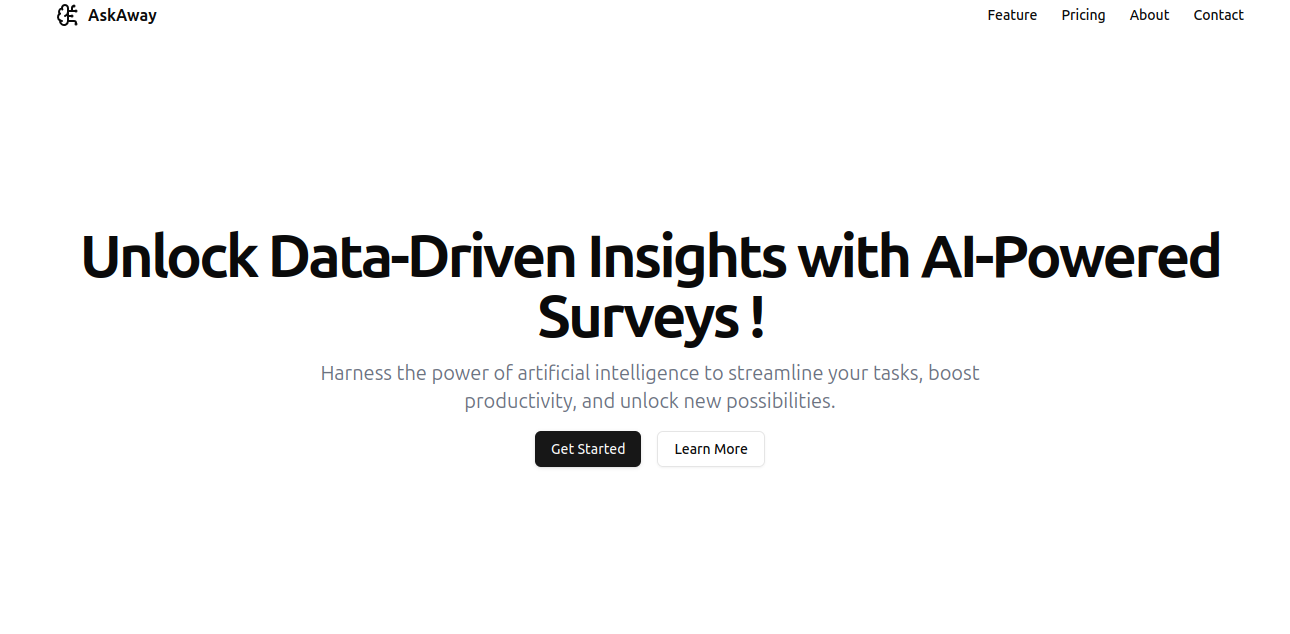 AskAway
Feature Pricing About Contact
Unlock Data-Driven Insights with AI-Powered
Surveys !
Harness the power of artificial intelligence to streamline your tasks, boost
productivity, and unlock new possibilities.
Get Started Learn More